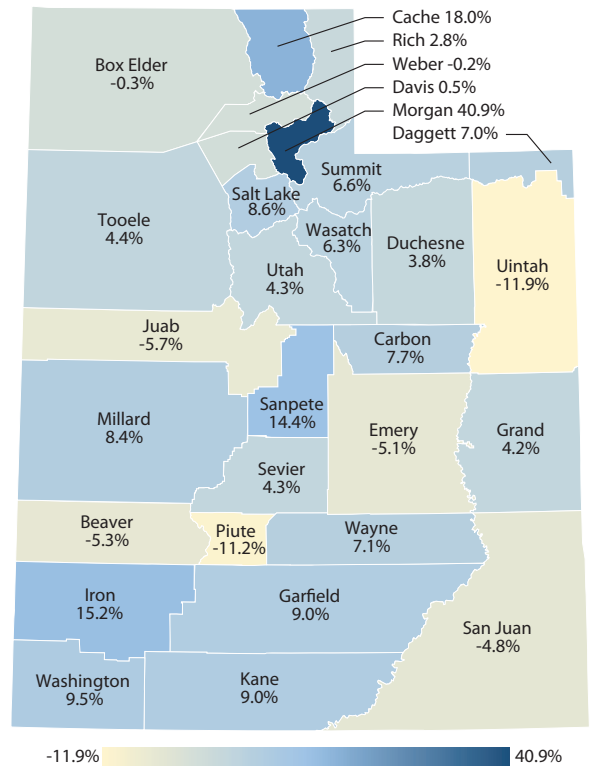 Cache 18.0%
Rich 2.8%
Weber -0.2%
Davis 0.5%
Morgan 40.9%
Daggett 7.0%
Box Elder
-0.3%
Summit
6.6%
Salt Lake
8.6%
Tooele
4.4%
Wasatch
6.3%
Duchesne
3.8%
Uintah
-11.9%
Utah
4.3%
Juab
-5.7%
Carbon
7.7%
Millard
8.4%
Sanpete
14.4%
Emery
-5.1%
Grand
4.2%
Sevier
4.3%
Beaver
-5.3%
Piute
-11.2%
Wayne
7.1%
Iron
15.2%
Garfield
9.0%
San Juan
-4.8%
Washington
9.5%
Kane
9.0%
-11.9% 40.9%